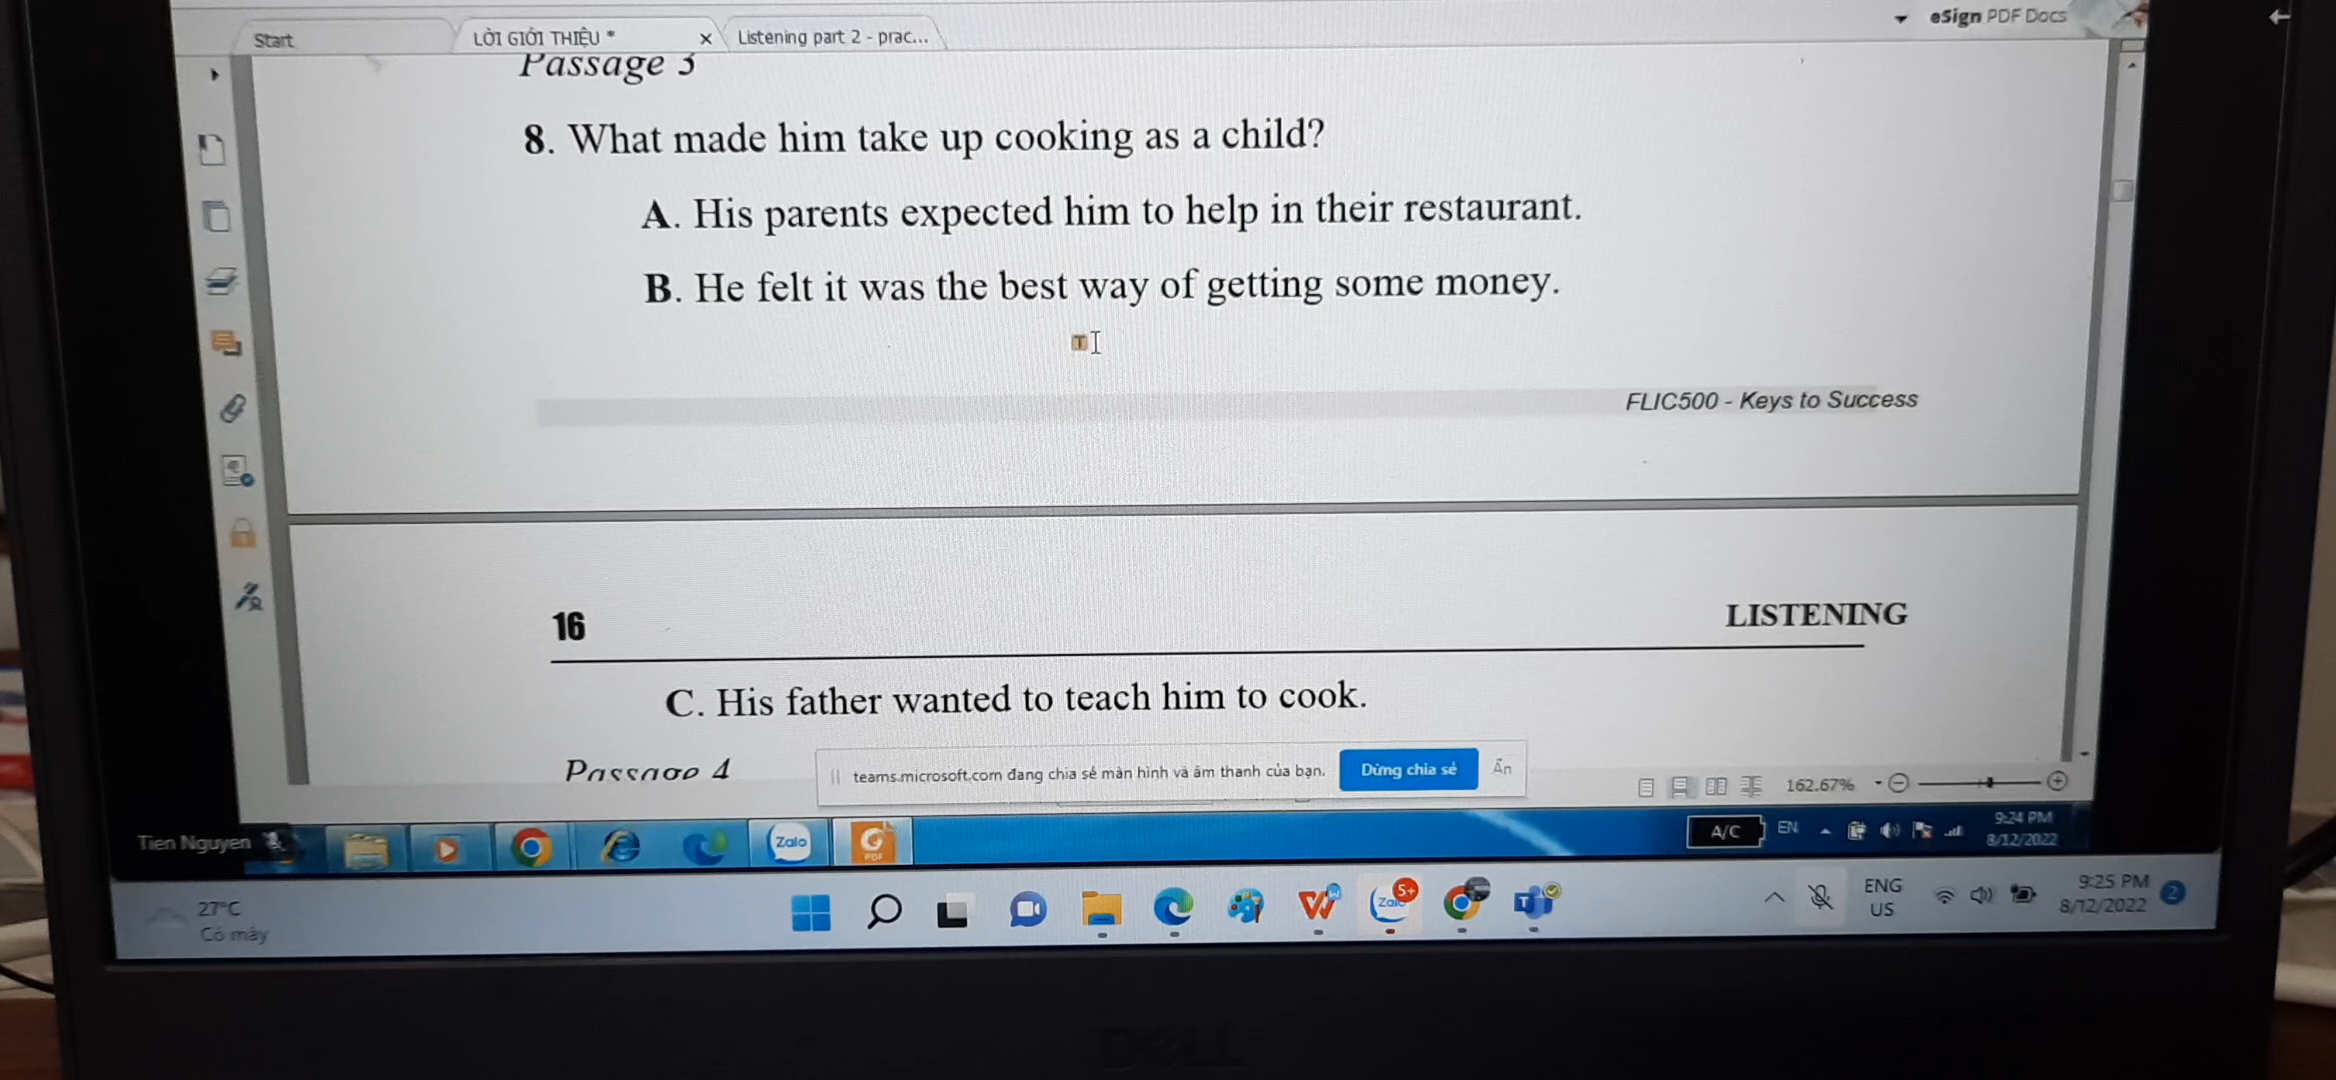 eSign PDF Docs
Start
LỜI GIỚI THIỆU *
x
Listening part 2 - prac...
Passage 3
8. What made him take up cooking as a child?
A. His parents expected him to help in their restaurant.
B. He felt it was the best way of getting some money.
FLIC500 - Keys to Success
16
LISTENING
C. His father wanted to teach him to cook.
Passage 4
teams.microsoft.com đang chia sẻ màn hình và âm thanh của bạn.
Dừng chia sẻ
Ẩn
162.67%
Tien Nguyen
Zalo
G
PDF
A/C
EN
9:24 PM
8/12/2022
27°C
Có mây
W
Zalo
5+
T
ENG
US
9:25 PM
8/12/2022
2
DELL